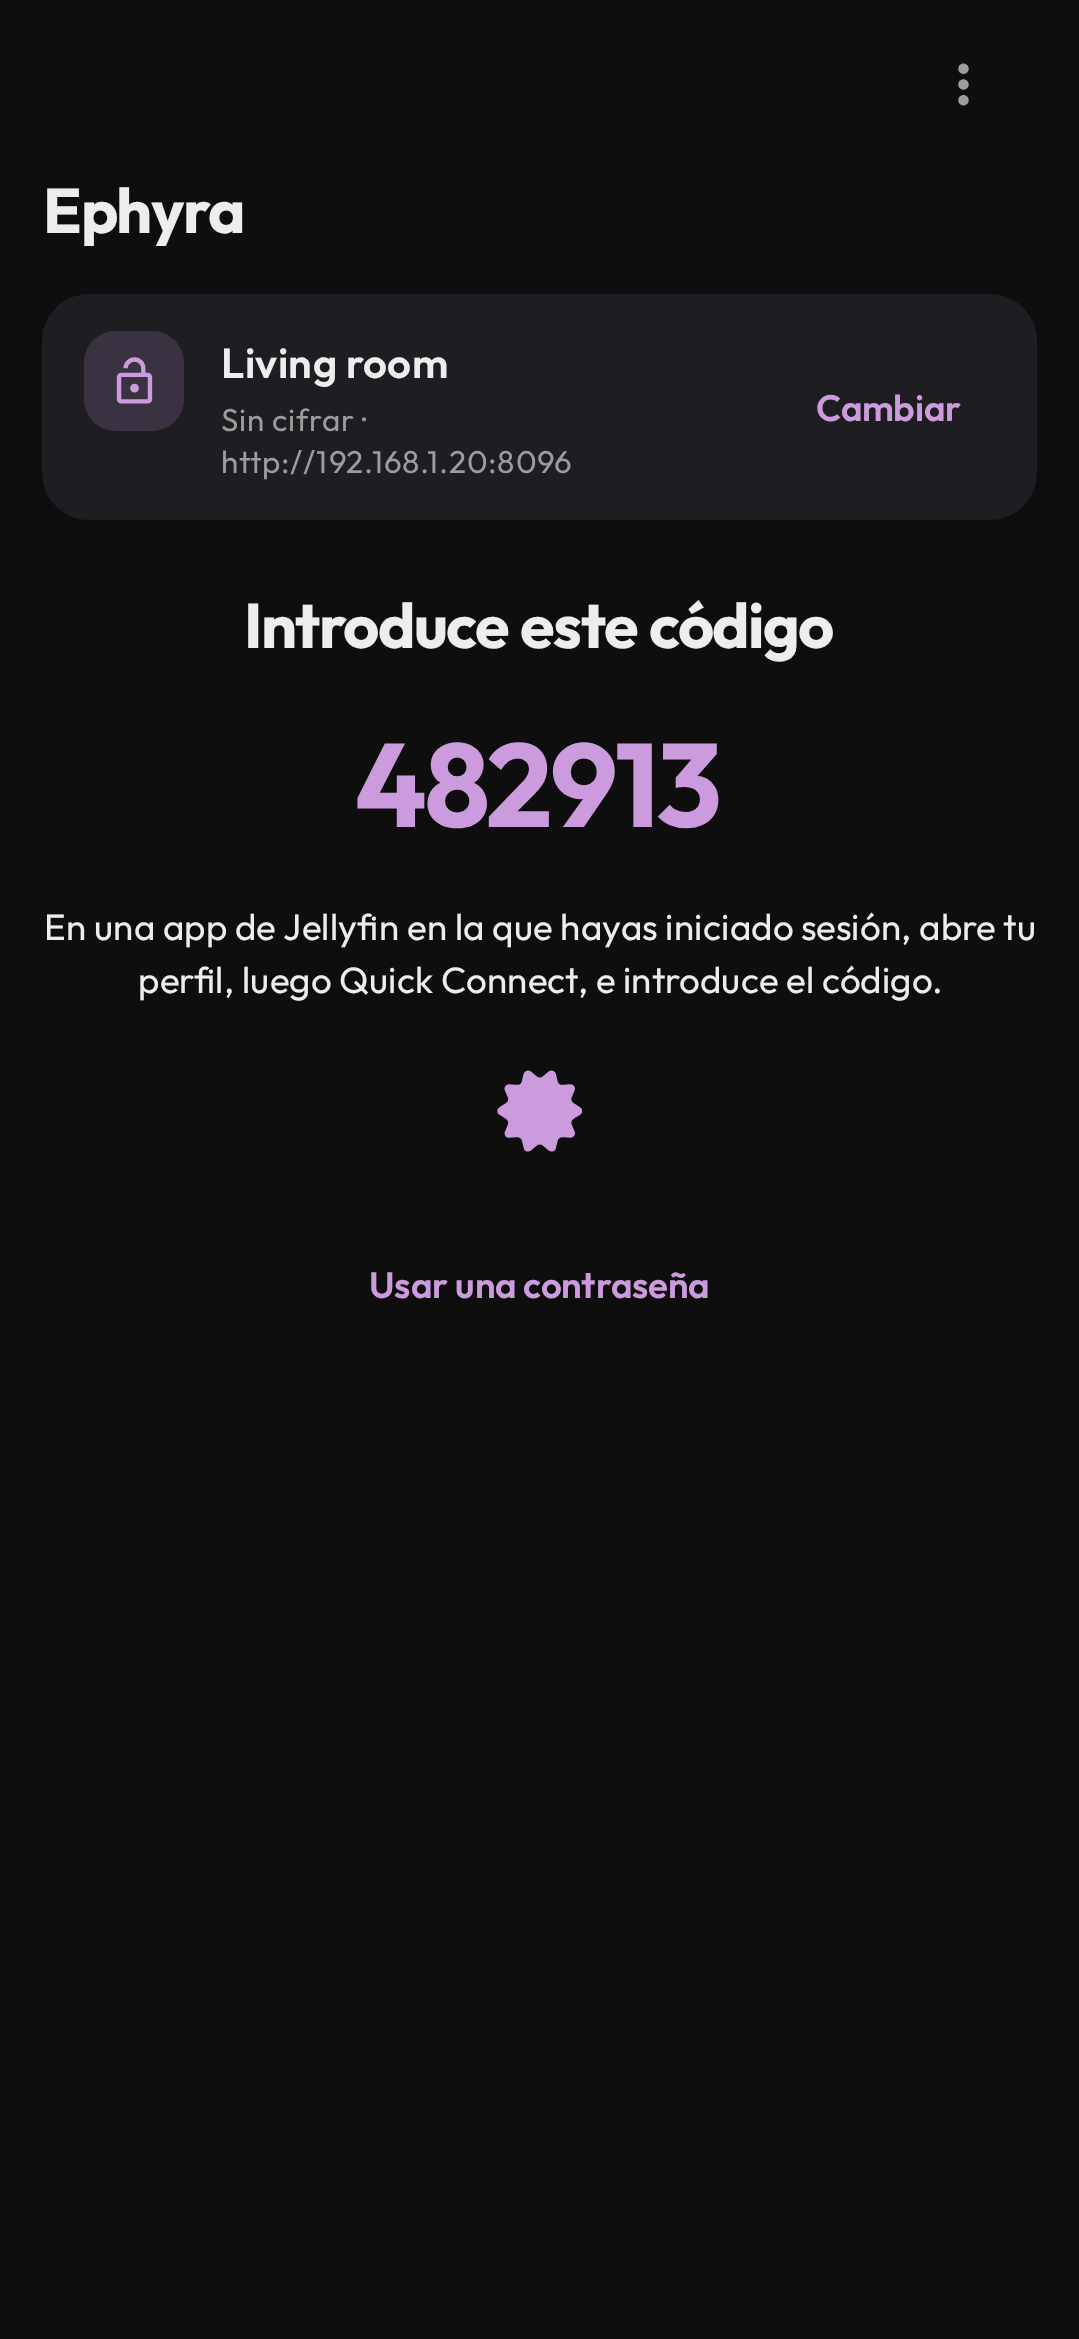 Ephyra
Living room
Sin cifrar ·
http://192.168.1.20:8096
Cambiar
Introduce este código
482913
En una app de Jellyfin en la que hayas iniciado sesión, abre tu
perfil, luego Quick Connect, e introduce el código.
Usar una contraseña